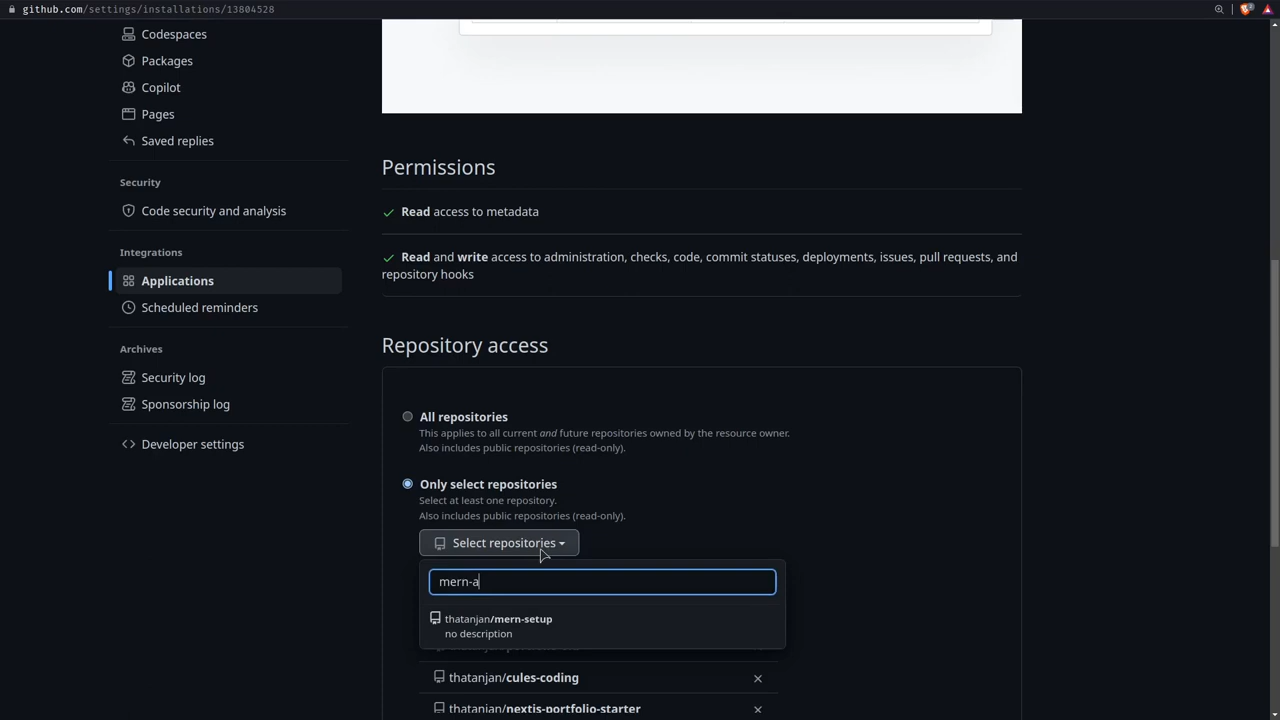 github.com/settings/installations/13804528
Codespaces
Packages
Copilot
Pages
Saved replies
Security
Code security and analysis
Integrations
Applications
Scheduled reminders
Archives
Security log
Sponsorship log
Developer settings
Permissions
Read access to metadata
Read and write access to administration, checks, code, commit statuses, deployments, issues, pull requests, and
repository hooks
Repository access
All repositories
This applies to all current and future repositories owned by the resource owner.
Also includes public repositories (read-only).
Only select repositories
Select at least one repository.
Also includes public repositories (read-only).
Select repositories
mern-a
thatanjan/mern-setup
no description
thatanjan/cules-coding
thatanjan/nextjs-portfolio-starter